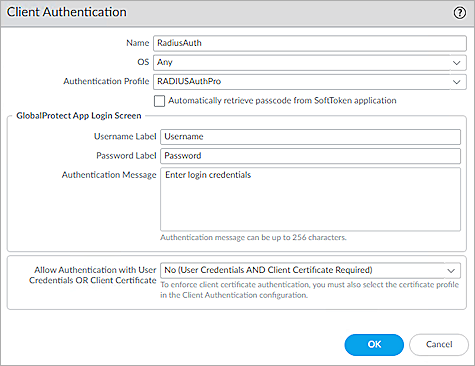 Client Authentication
Name RadiusAuth
OS Any
Authentication Profile RADIUSAuthPro
Automatically retrieve passcode from SoftToken application
GlobalProtect App Login Screen
Username Label Username
Password Label Password
Authentication Message Enter login credentials
Authentication message can be up to 256 characters.
Allow Authentication with User No (User Credentials AND Client Certificate Required)
Credentials OR Client Certificate
To enforce client certificate authentication, you must also select the certificate profile
in the Client Authentication configuration.
OK Cancel